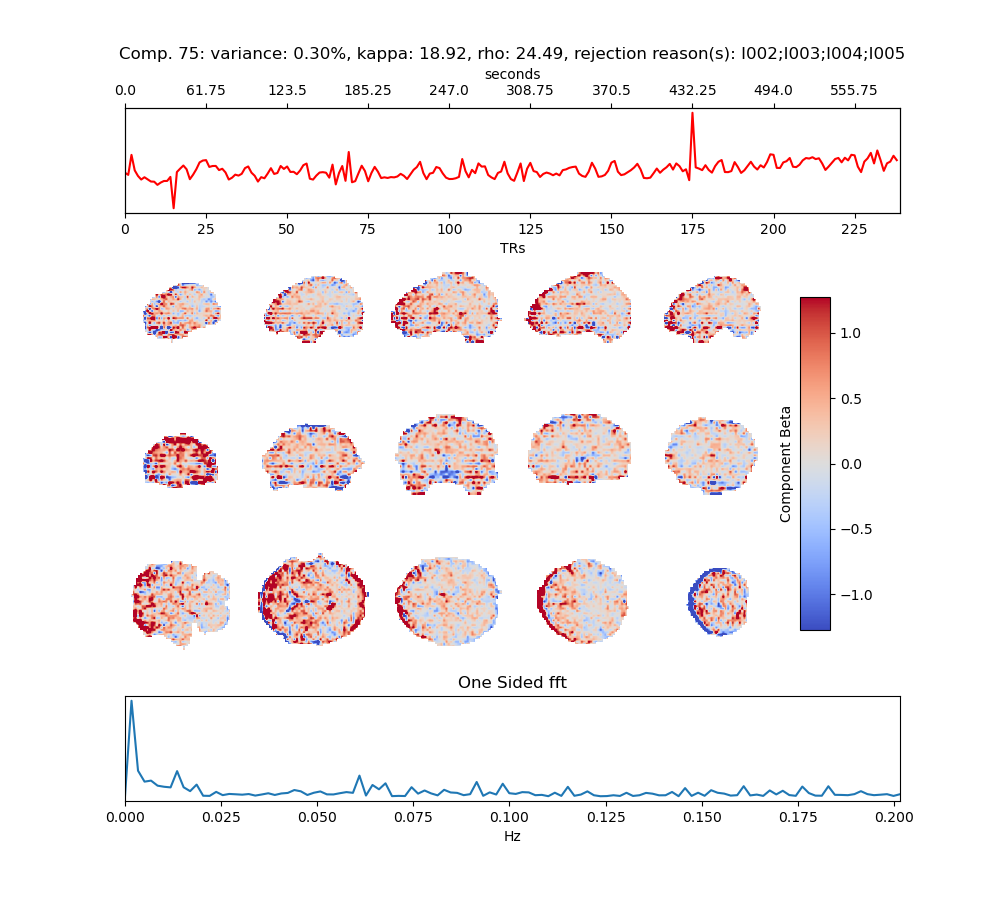 Comp. 75: variance: 0.30%, kappa: 18.92, rho: 24.49, rejection reason(s): I002;I003;I004;I005
seconds
0.0 61.75 123.5 185.25 247.0 308.75 370.5 432.25 494.0 555.75
0 25 50 75 100 125 150 175 200 225
TRs
1.0
0.5
0.0
−0.5
−1.0
Component Beta
One Sided fft
0.000 0.025 0.050 0.075 0.100 0.125 0.150 0.175 0.200
Hz